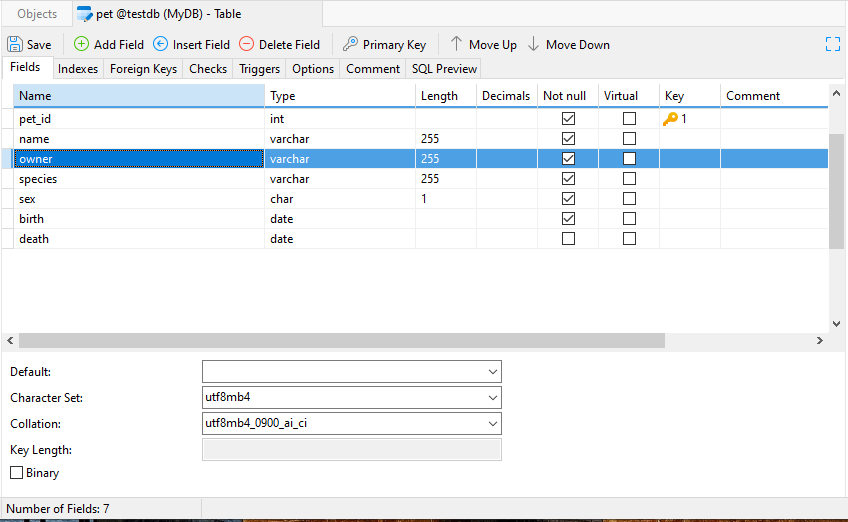 Objects pet @testdb (MyDB) - Table
Save Add Field Insert Field Delete Field Primary Key Move Up Move Down
Fields Indexes Foreign Keys Checks Triggers Options Comment SQL Preview
Name Type Length Decimals Not null Virtual Key Comment
pet_id int 1
name varchar 255
owner varchar 255
species varchar 255
sex char 1
birth date
death date
Default:
Character Set: utf8mb4
Collation: utf8mb4_0900_ai_ci
Key Length:
Binary
Number of Fields: 7